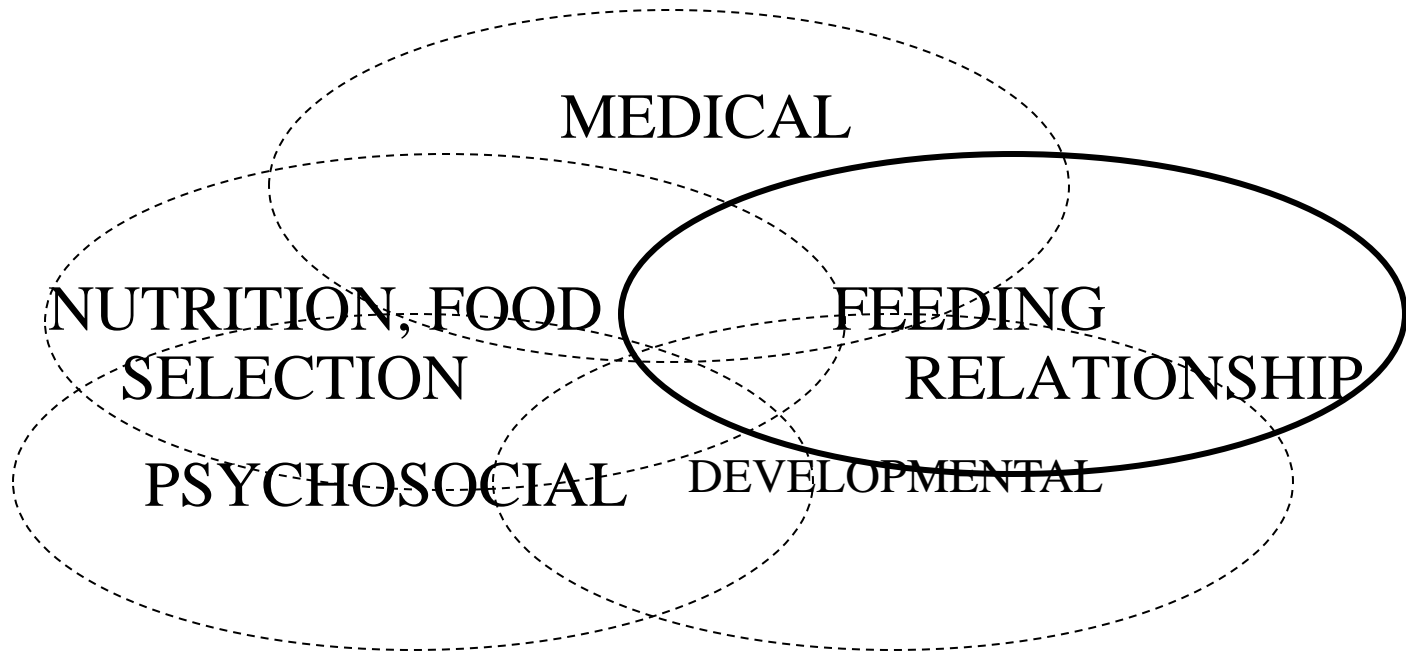 MEDICAL
NUTRITION, FOOD
SELECTION
FEEDING
RELATIONSHIP
PSYCHOSOCIAL
DEVELOPMENTAL